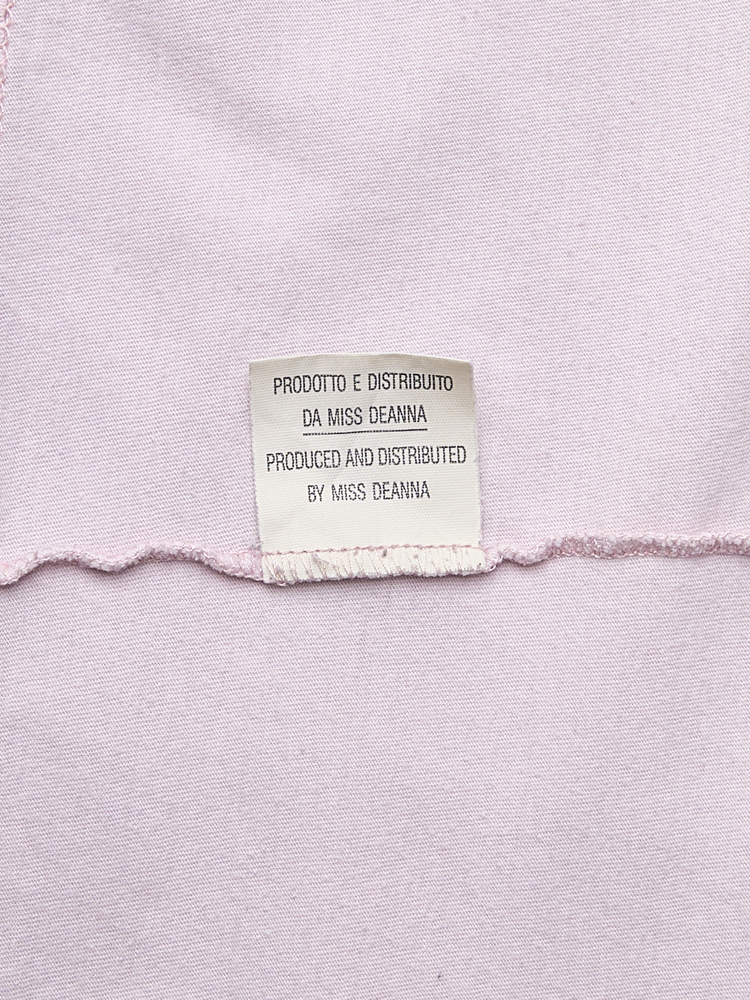 PRODOTTO E DISTRIBUITO
DA MISS DEANNA
PRODUCED AND DISTRIBUTED
BY MISS DEANNA